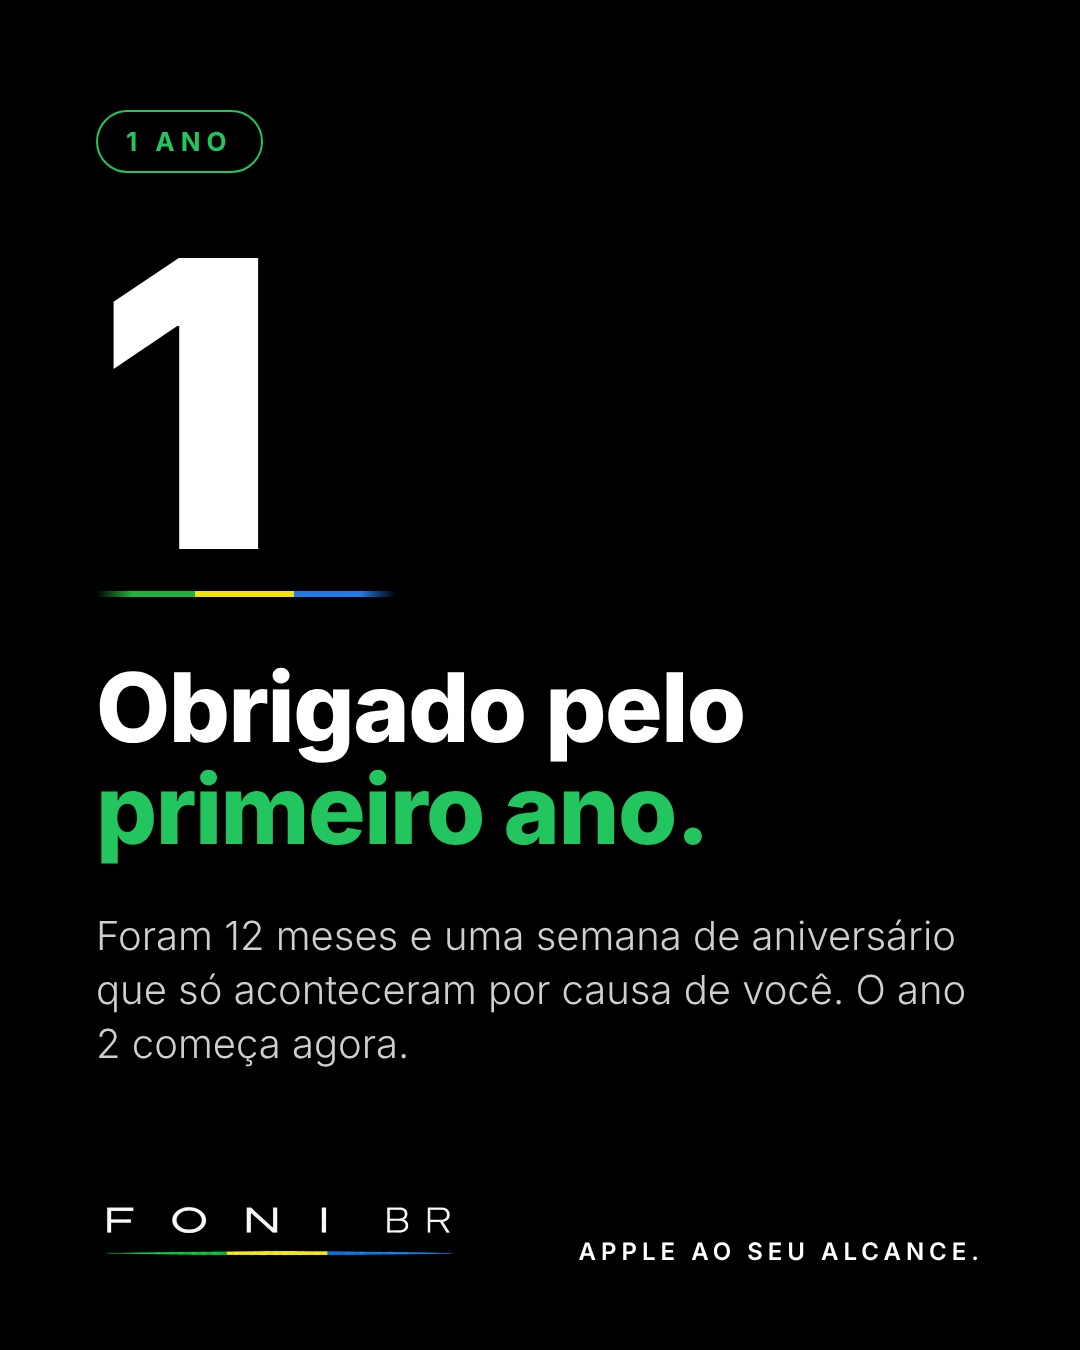 1 ANO
1
Obrigado pelo
primeiro ano.
Foram 12 meses e uma semana de aniversário
que só aconteceram por causa de você. O ano
2 começa agora.
FONI BR
APPLE AO SEU ALCANCE.